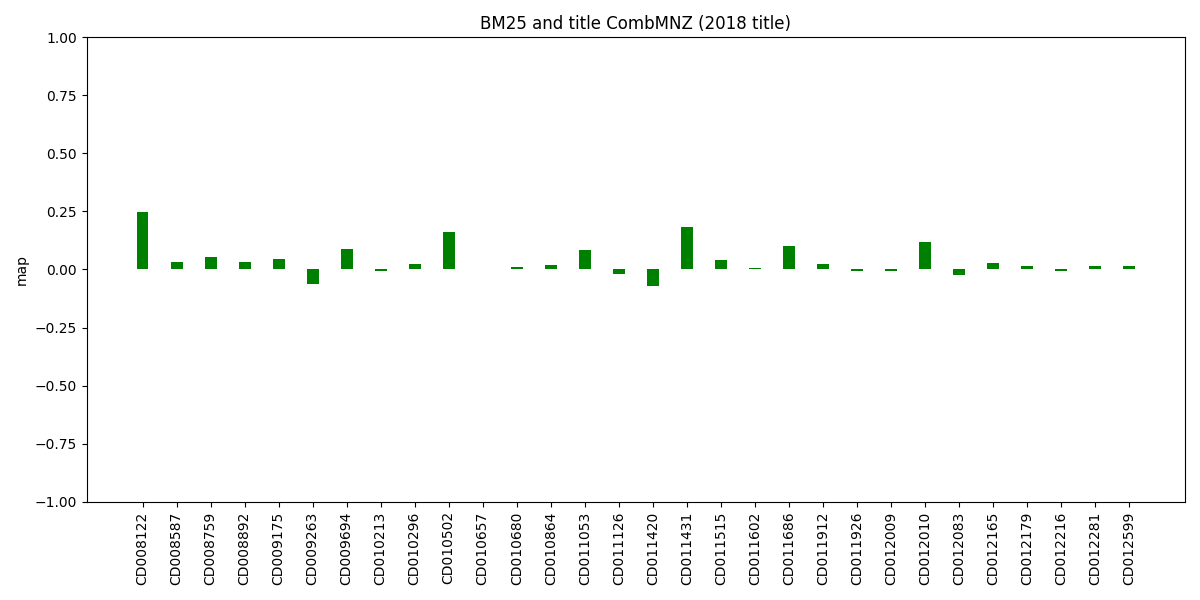 BM25 and title CombMNZ (2018 title)
1.00
0.75
0.50
0.25
0.00
−0.25
−0.50
−0.75
−1.00
map
CD008122
CD008587
CD008759
CD008892
CD009175
CD009263
CD009694
CD010213
CD010296
CD010502
CD010657
CD010680
CD010864
CD011053
CD011126
CD011420
CD011431
CD011515
CD011602
CD011686
CD011912
CD011926
CD012009
CD012010
CD012083
CD012165
CD012179
CD012216
CD012281
CD012599